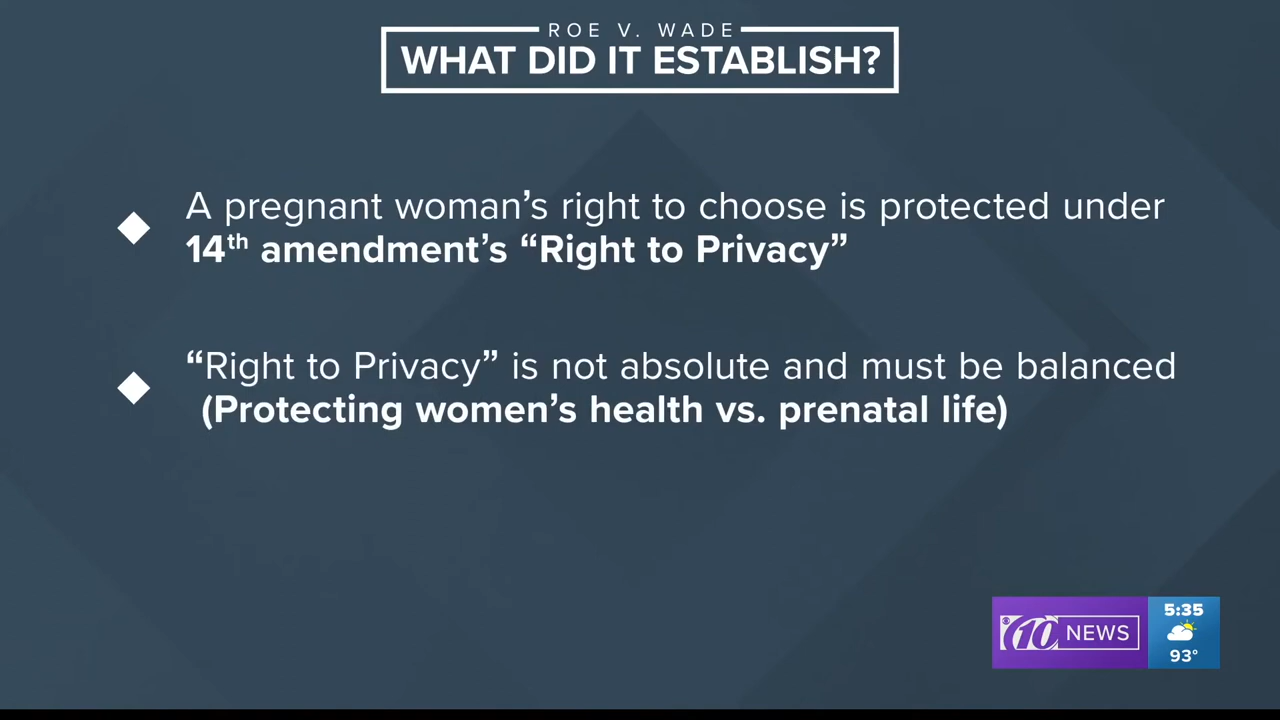 ROE V. WADE
WHAT DID IT ESTABLISH?
A pregnant woman’s right to choose is protected under
14th amendment’s “Right to Privacy”
“Right to Privacy” is not absolute and must be balanced
(Protecting women’s health vs. prenatal life)
10 NEWS
5:35
93°